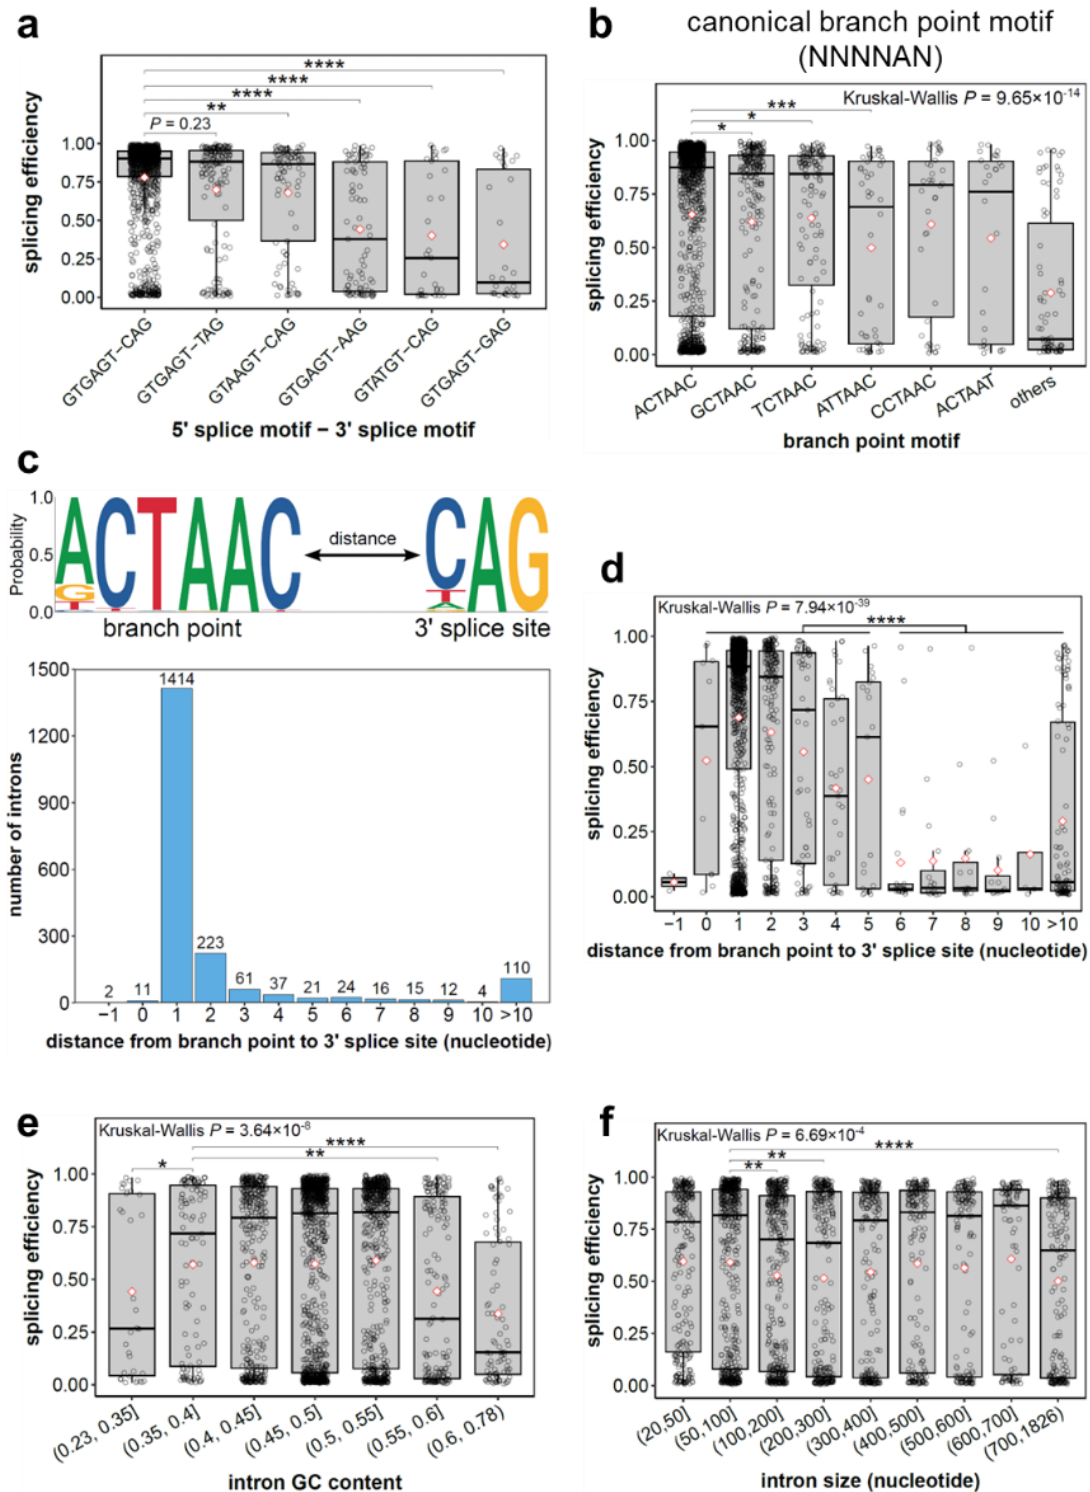 a
****
****
****
**
P = 0.23
splicing efficiency
1.00
0.75
0.50
0.25
0.00
GTGAGT−CAG
GTGAGT−TAG
GTAAGT−CAG
GTGAGT−AAG
GTATGT−CAG
GTGAGT−GAG
5' splice motif − 3' splice motif
b
canonical branch point motif
(NNNNAN)
Kruskal-Wallis P = 9.65×10-14
***
*
*
splicing efficiency
1.00
0.75
0.50
0.25
0.00
ACTAAC
GCTAAC
TCTAAC
ATTAAC
CCTAAC
ACTAAT
others
branch point motif
c
Probability
1.0
0.5
0.0
ACTAAC
G
T
distance
CAG
T
A
branch point
3' splice site
number of introns
1500
1200
900
600
300
0
2
11
1414
223
61
37
21
24
16
15
12
4
110
−1 0 1 2 3 4 5 6 7 8 9 10 >10
distance from branch point to 3' splice site (nucleotide)
d
Kruskal-Wallis P = 7.94×10-39
****
splicing efficiency
1.00
0.75
0.50
0.25
0.00
−1 0 1 2 3 4 5 6 7 8 9 10 >10
distance from branch point to 3' splice site (nucleotide)
e
Kruskal-Wallis P = 3.64×10-8
****
**
*
splicing efficiency
1.00
0.75
0.50
0.25
0.00
(0.23, 0.35]
(0.35, 0.4]
(0.4, 0.45]
(0.45, 0.5]
(0.5, 0.55]
(0.55, 0.6]
(0.6, 0.78)
intron GC content
f
Kruskal-Wallis P = 6.69×10-4
****
**
**
splicing efficiency
1.00
0.75
0.50
0.25
0.00
(20,50]
(50,100]
(100,200]
(200,300]
(300,400]
(400,500]
(500,600]
(600,700]
(700,1826)
intron size (nucleotide)